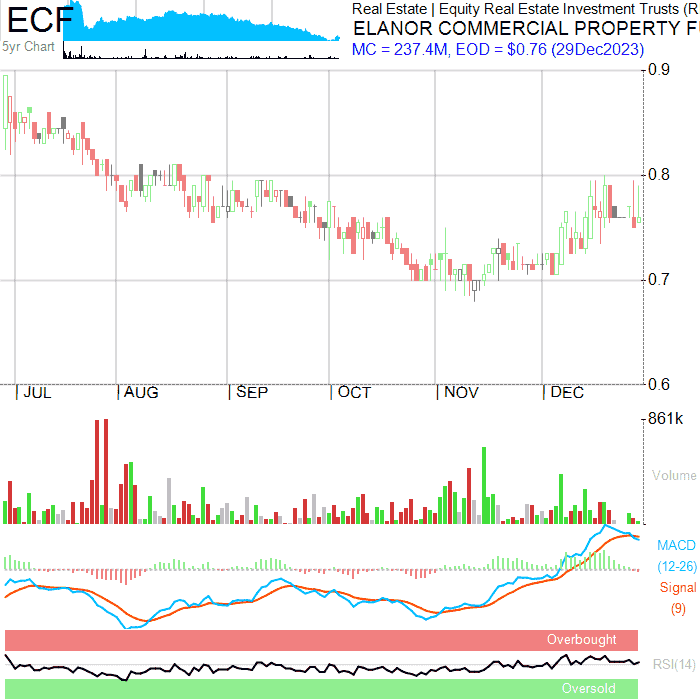 ECF
5yr Chart
Real Estate | Equity Real Estate Investment Trusts (R
ELANOR COMMERCIAL PROPERTY F
MC = 237.4M, EOD = $0.76 (29Dec2023)
0.9
0.8
0.7
0.6
JUL AUG SEP OCT NOV DEC
861k
Volume
MACD
(12-26)
Signal
(9)
Overbought
RSI(14)
Oversold